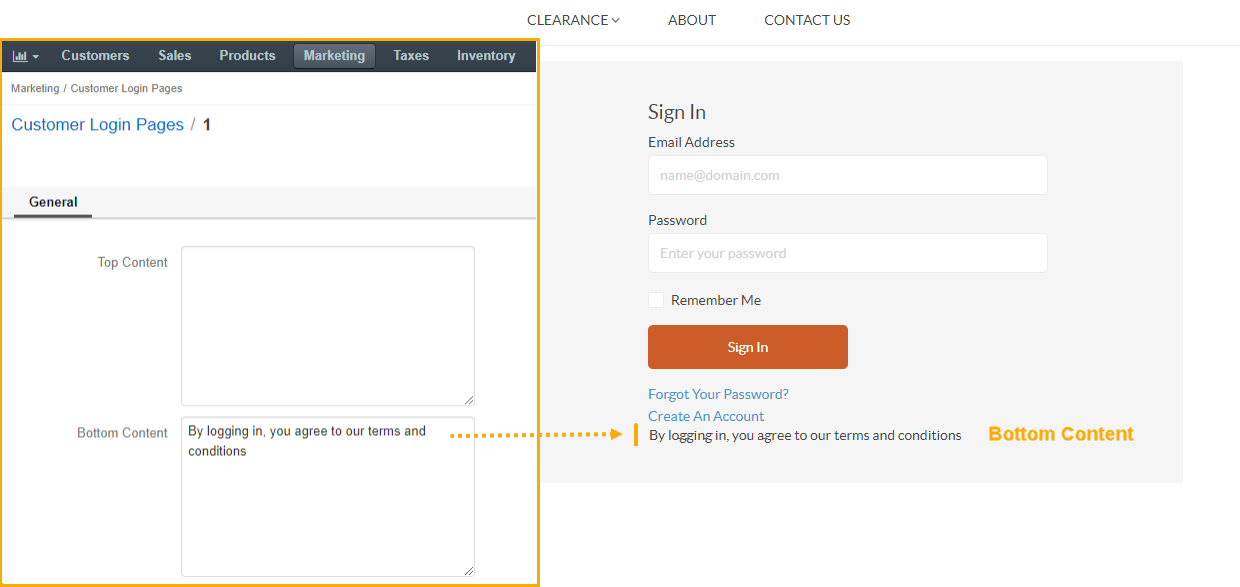 CLEARANCE ABOUT CONTACT US
Customers Sales Products Marketing Taxes Inventory
Marketing / Customer Login Pages
Customer Login Pages / 1
General
Top Content
Bottom Content
By logging in, you agree to our terms and
conditions
Sign In
Email Address
name@domain.com
Password
Enter your password
Remember Me
Sign In
Forgot Your Password?
Create An Account
By logging in, you agree to our terms and conditions
Bottom Content